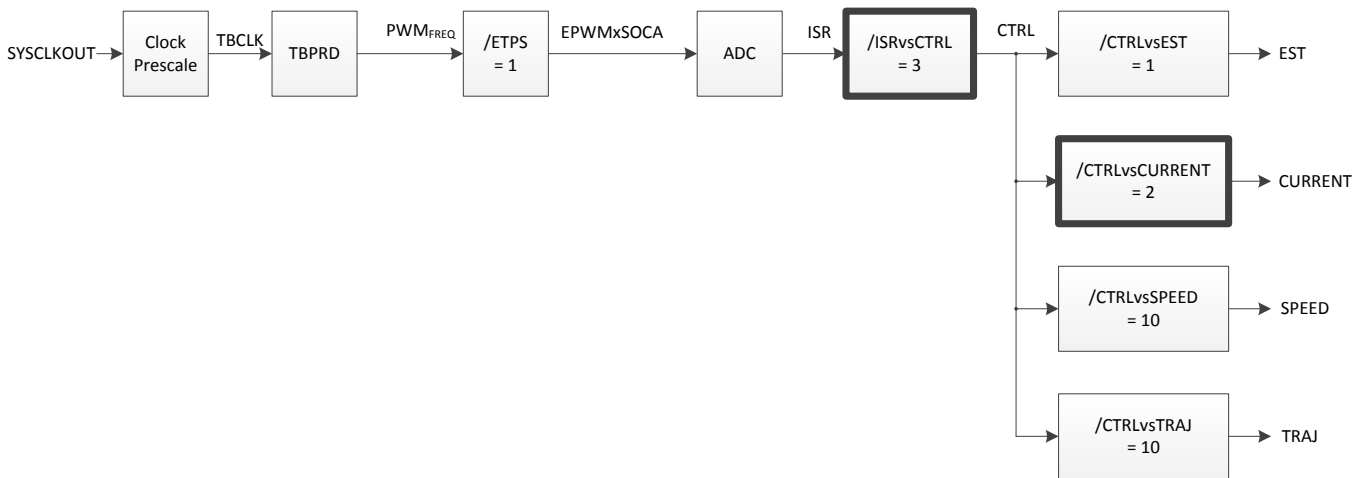 SYSCLKOUT
Clock
Prescale
TBCLK
TBPRD
PWMFREQ
/ETPS
= 1
EPWMxSOCA
ADC
ISR
/ISRvsCTRL
= 3
CTRL
/CTRLvsEST
= 1
EST
/CTRLvsCURRENT
= 2
CURRENT
/CTRLvsSPEED
= 10
SPEED
/CTRLvsTRAJ
= 10
TRAJ